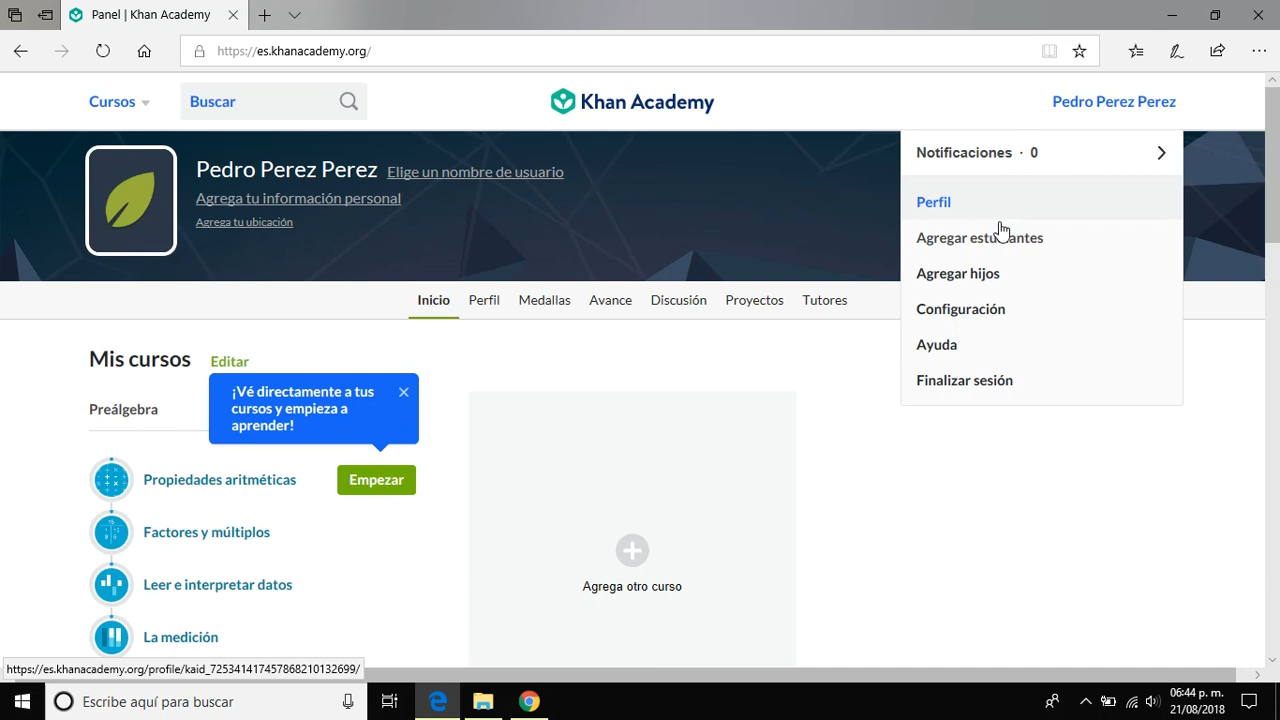 Panel | Khan Academy
https://es.khanacademy.org/
Cursos
Buscar
Khan Academy
Pedro Perez Perez
Pedro Perez Perez
Elige un nombre de usuario
Agrega tu información personal
Agrega tu ubicación
Notificaciones · 0
Perfil
Agregar estudiantes
Agregar hijos
Configuración
Ayuda
Finalizar sesión
Inicio
Perfil
Medallas
Avance
Discusión
Proyectos
Tutores
Mis cursos
Editar
¡Vé directamente a tus
cursos y empieza a
aprender!
Preálgebra
Propiedades aritméticas
Empezar
Factores y múltiplos
Leer e interpretar datos
La medición
Agrega otro curso
https://es.khanacademy.org/profile/kaid_725341417457868210132699/
Escribe aquí para buscar
06:44 p. m.
21/08/2018